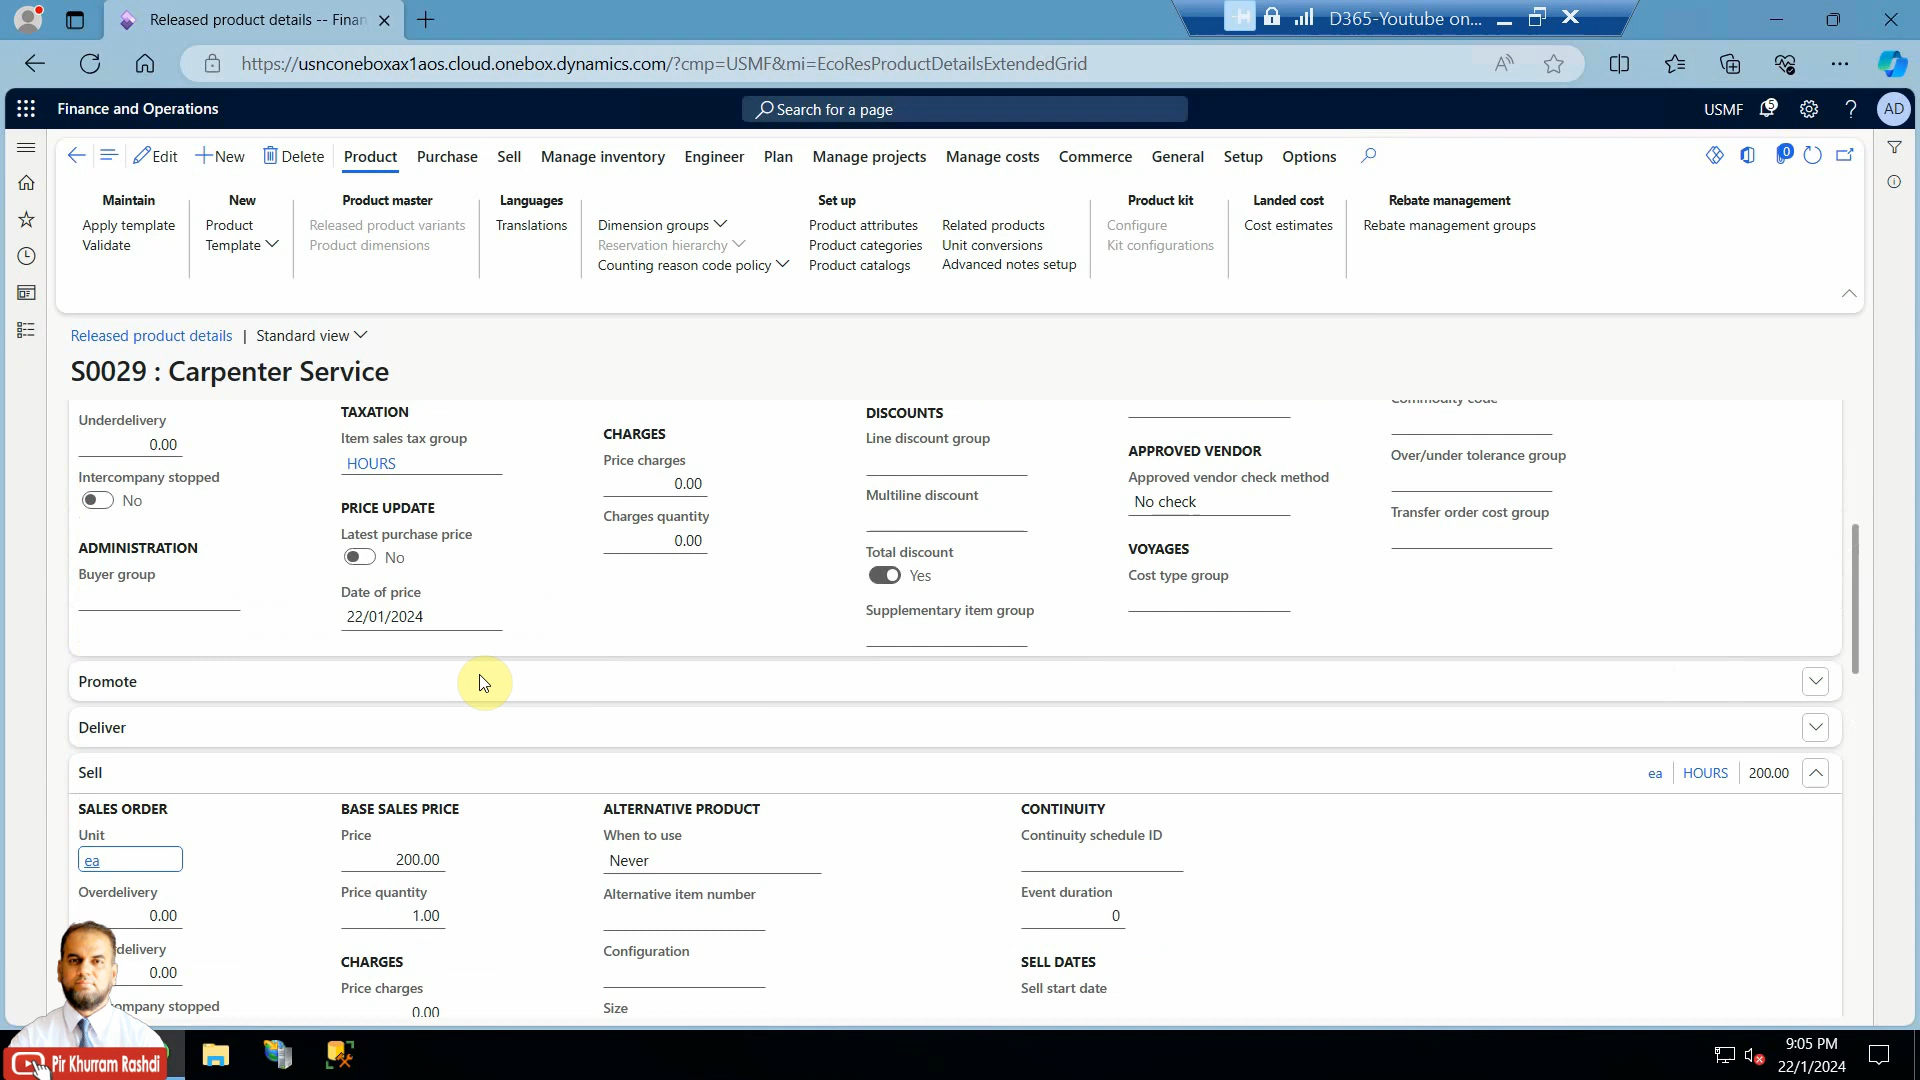 Released product details -- Finan
D365-Youtube on...
https://usnconeboxax1aos.cloud.onebox.dynamics.com/?cmp=USMF&mi=EcoResProductDetailsExtendedGrid
Finance and Operations
Search for a page
USMF
5
?
AD
Edit
New
Delete
Product
Purchase
Sell
Manage inventory
Engineer
Plan
Manage projects
Manage costs
Commerce
General
Setup
Options
0
Maintain
Apply template
Validate
New
Product
Template
Product master
Released product variants
Product dimensions
Languages
Translations
Set up
Dimension groups
Reservation hierarchy
Counting reason code policy
Product attributes
Product categories
Product catalogs
Related products
Unit conversions
Advanced notes setup
Product kit
Configure
Kit configurations
Landed cost
Cost estimates
Rebate management
Rebate management groups
Released product details | Standard view
S0029 : Carpenter Service
Underdelivery
0.00
Intercompany stopped
No
ADMINISTRATION
Buyer group
TAXATION
Item sales tax group
HOURS
PRICE UPDATE
Latest purchase price
No
Date of price
22/01/2024
CHARGES
Price charges
0.00
Charges quantity
0.00
DISCOUNTS
Line discount group
Multiline discount
Total discount
Yes
Supplementary item group
APPROVED VENDOR
Approved vendor check method
No check
VOYAGES
Cost type group
Commodity code
Over/under tolerance group
Transfer order cost group
Promote
Deliver
Sell
ea
HOURS
200.00
SALES ORDER
Unit
ea
Overdelivery
0.00
delivery
0.00
ompany stopped
BASE SALES PRICE
Price
200.00
Price quantity
1.00
CHARGES
Price charges
0.00
ALTERNATIVE PRODUCT
When to use
Never
Alternative item number
Configuration
Size
CONTINUITY
Continuity schedule ID
Event duration
0
SELL DATES
Sell start date
Pir Khurram Rashdi
9:05 PM
22/1/2024